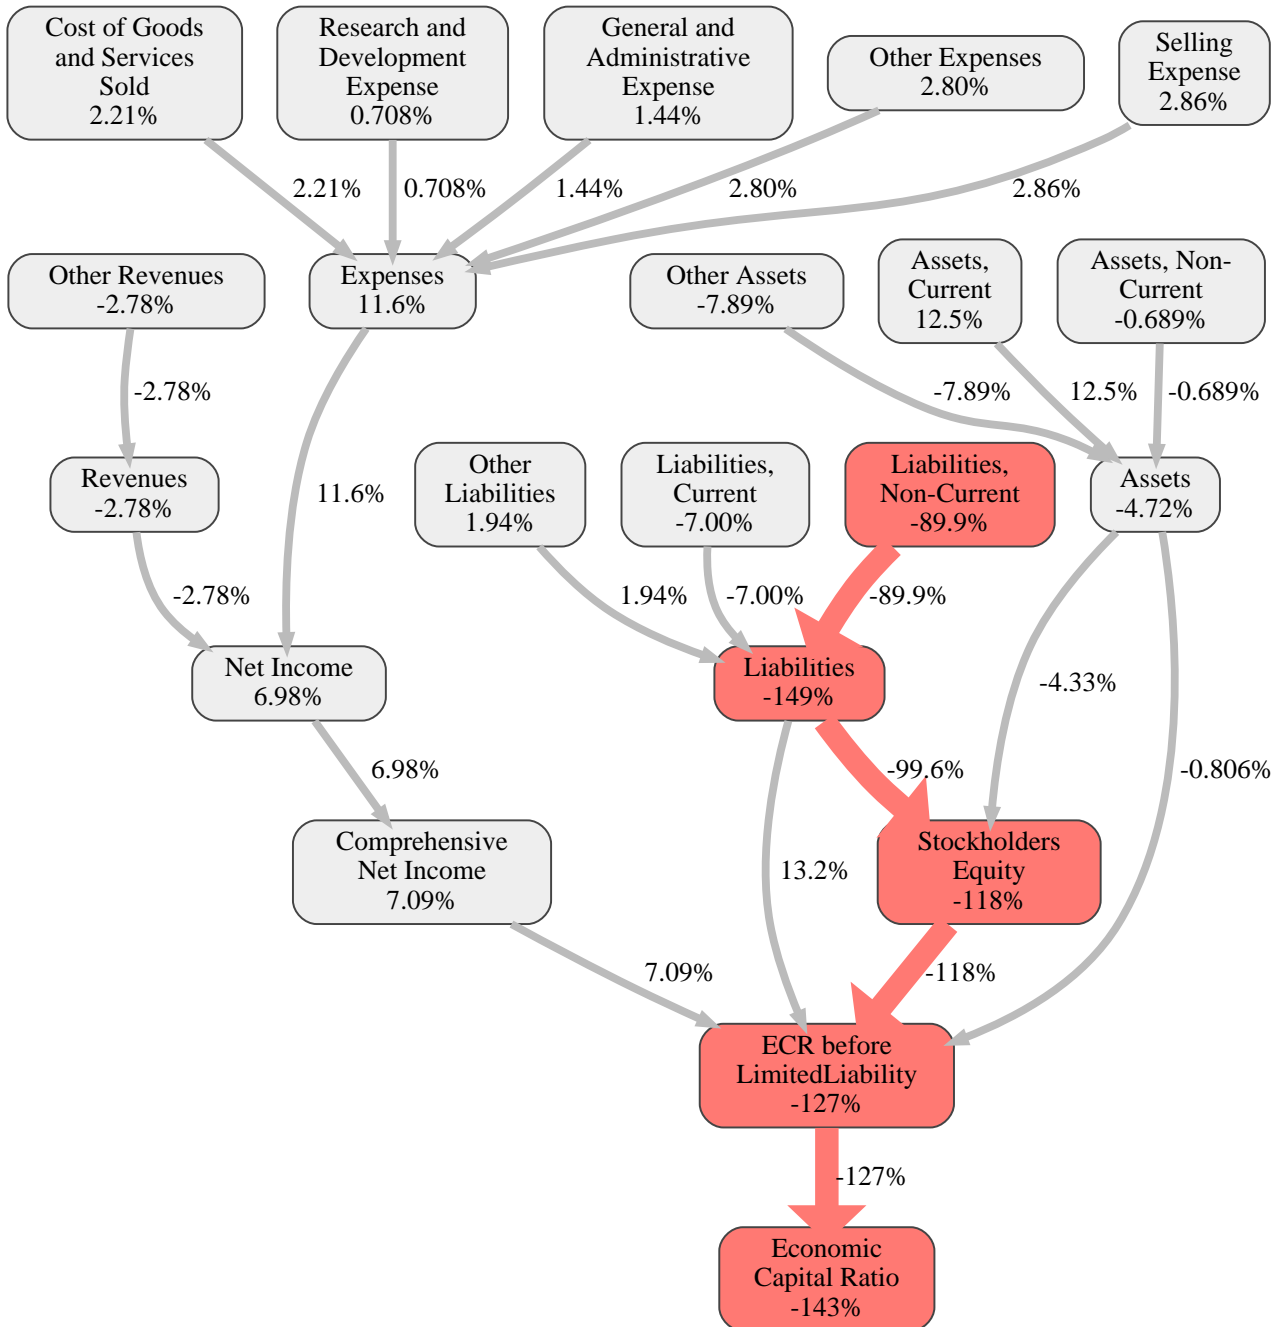 Cost of Goods
and Services
Sold
2.21%
Research and
Development
Expense
0.708%
General and
Administrative
Expense
1.44%
Other Expenses
2.80%
Selling
Expense
2.86%
2.21%
0.708%
1.44%
2.80%
2.86%
Other Revenues
-2.78%
Expenses
11.6%
Other Assets
-7.89%
Assets,
Current
12.5%
Assets, Non-
Current
-0.689%
-2.78%
-7.89%
12.5%
-0.689%
Revenues
-2.78%
11.6%
Other
Liabilities
1.94%
Liabilities,
Current
-7.00%
Liabilities,
Non-Current
-89.9%
Assets
-4.72%
-2.78%
1.94%
-7.00%
-89.9%
Net Income
6.98%
Liabilities
-149%
-4.33%
6.98%
-99.6%
-0.806%
Comprehensive
Net Income
7.09%
13.2%
Stockholders
Equity
-118%
7.09%
-118%
ECR before
LimitedLiability
-127%
-127%
Economic
Capital Ratio
-143%